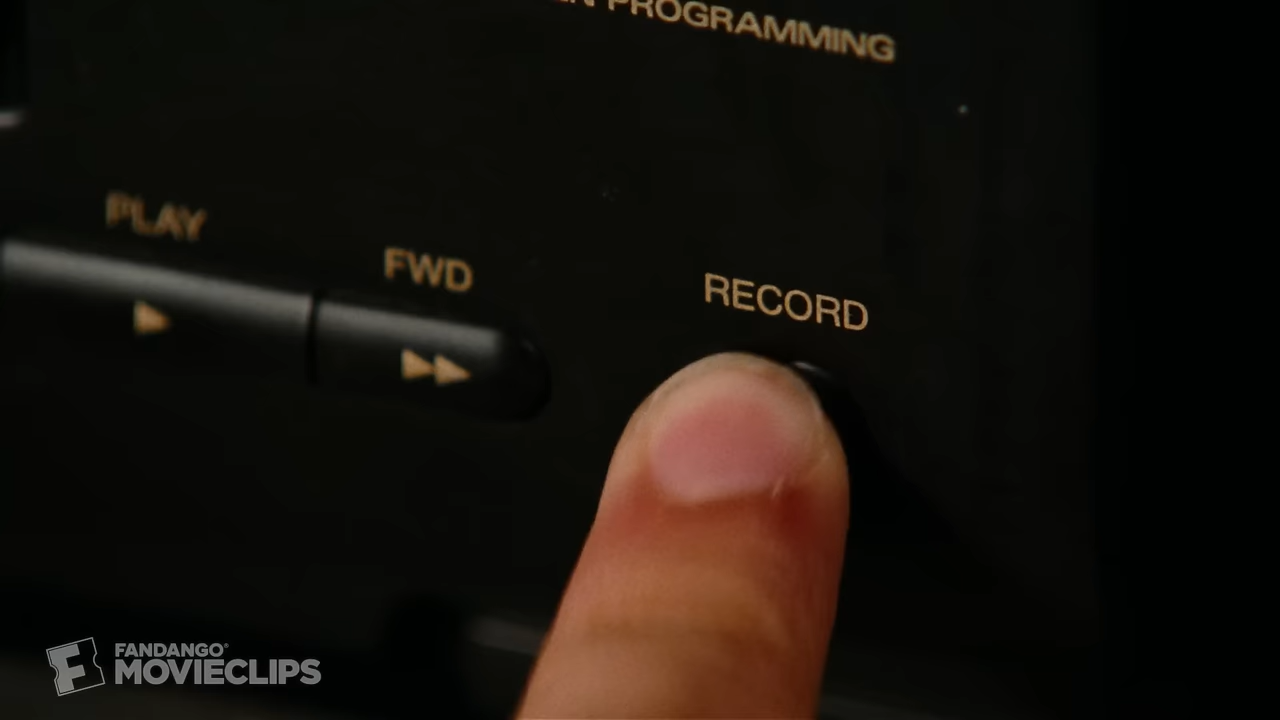 PROGRAMMING
PLAY
FWD
RECORD
FANDANGO
MOVIECLIPS